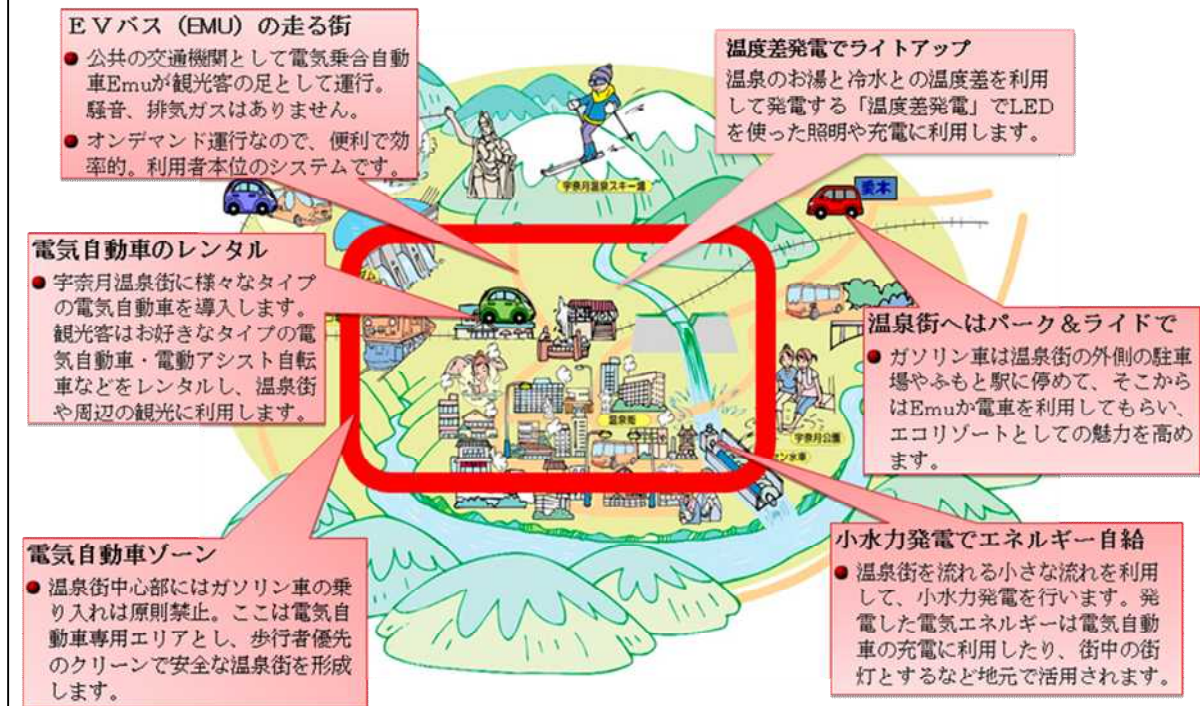 EVバス(EMU)の走る街
● 公共の交通機関として電気乗合自動
車Emuが観光客の足として運行。
騒音、排気ガスはありません。
● オンデマンド運行なので、便利で効
率的。利用者本位のシステムです。
温度差発電でライトアップ
温泉のお湯と冷水との温度差を利用
して発電する「温度差発電」でLED
を使った照明や充電に利用します。
宇奈月温泉スキー場
愛本
電気自動車のレンタル
● 宇奈月温泉街に様々なタイプ
の電気自動車を導入します。
観光客はお好きなタイプの電
気自動車・電動アシスト自転
車などをレンタルし、温泉街
や周辺の観光に利用します。
温泉街へはパーク&ライドで
● ガソリン車は温泉街の外側の駐車
場やふもと駅に停めて、そこから
はEmuか電車を利用してもらい、
エコリゾートとしての魅力を高め
ます。
温泉街
宇奈月公園
セン水車
電気自動車ゾーン
● 温泉街中心部にはガソリン車の乗
り入れは原則禁止。ここは電気自
動車専用エリアとし、歩行者優先
のクリーンで安全な温泉街を形成
します。
小水力発電でエネルギー自給
● 温泉街を流れる小さな流れを利用
して、小水力発電を行います。発
電した電気エネルギーは電気自動
車の充電に利用したり、街中の街
灯とするなど地元で活用されます。